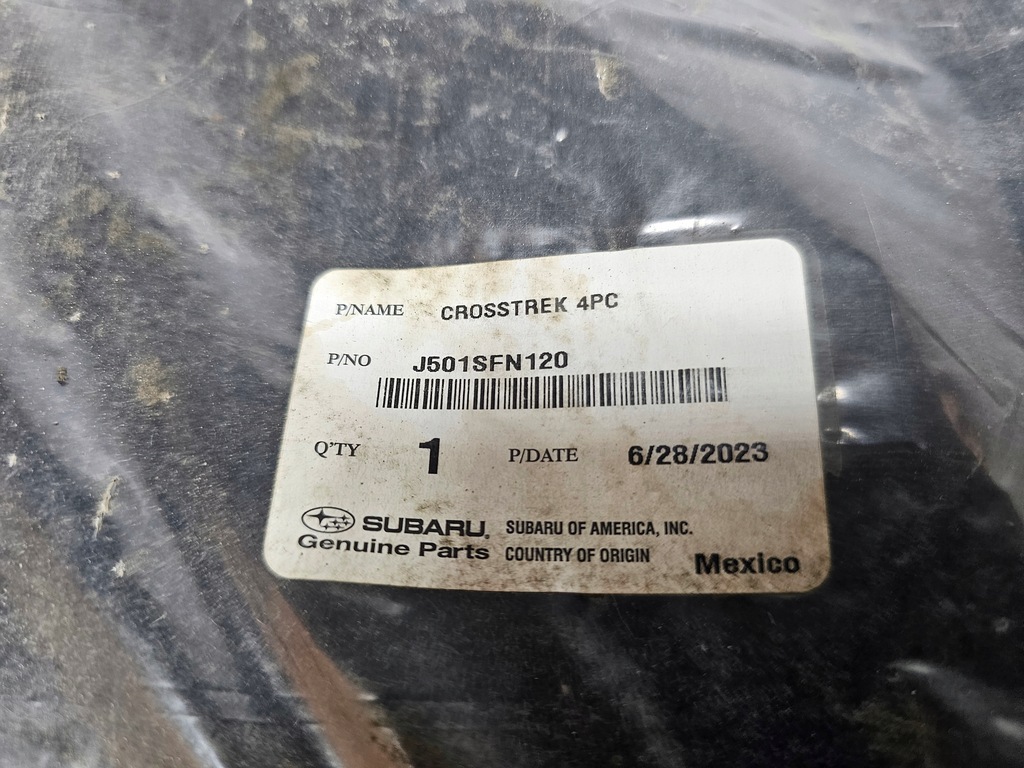 P/NAME CROSSTREK 4PC
P/NO J501SFN120
Q'TY 1 P/DATE 6/28/2023
SUBARU. SUBARU OF AMERICA, INC.
Genuine Parts COUNTRY OF ORIGIN Mexico